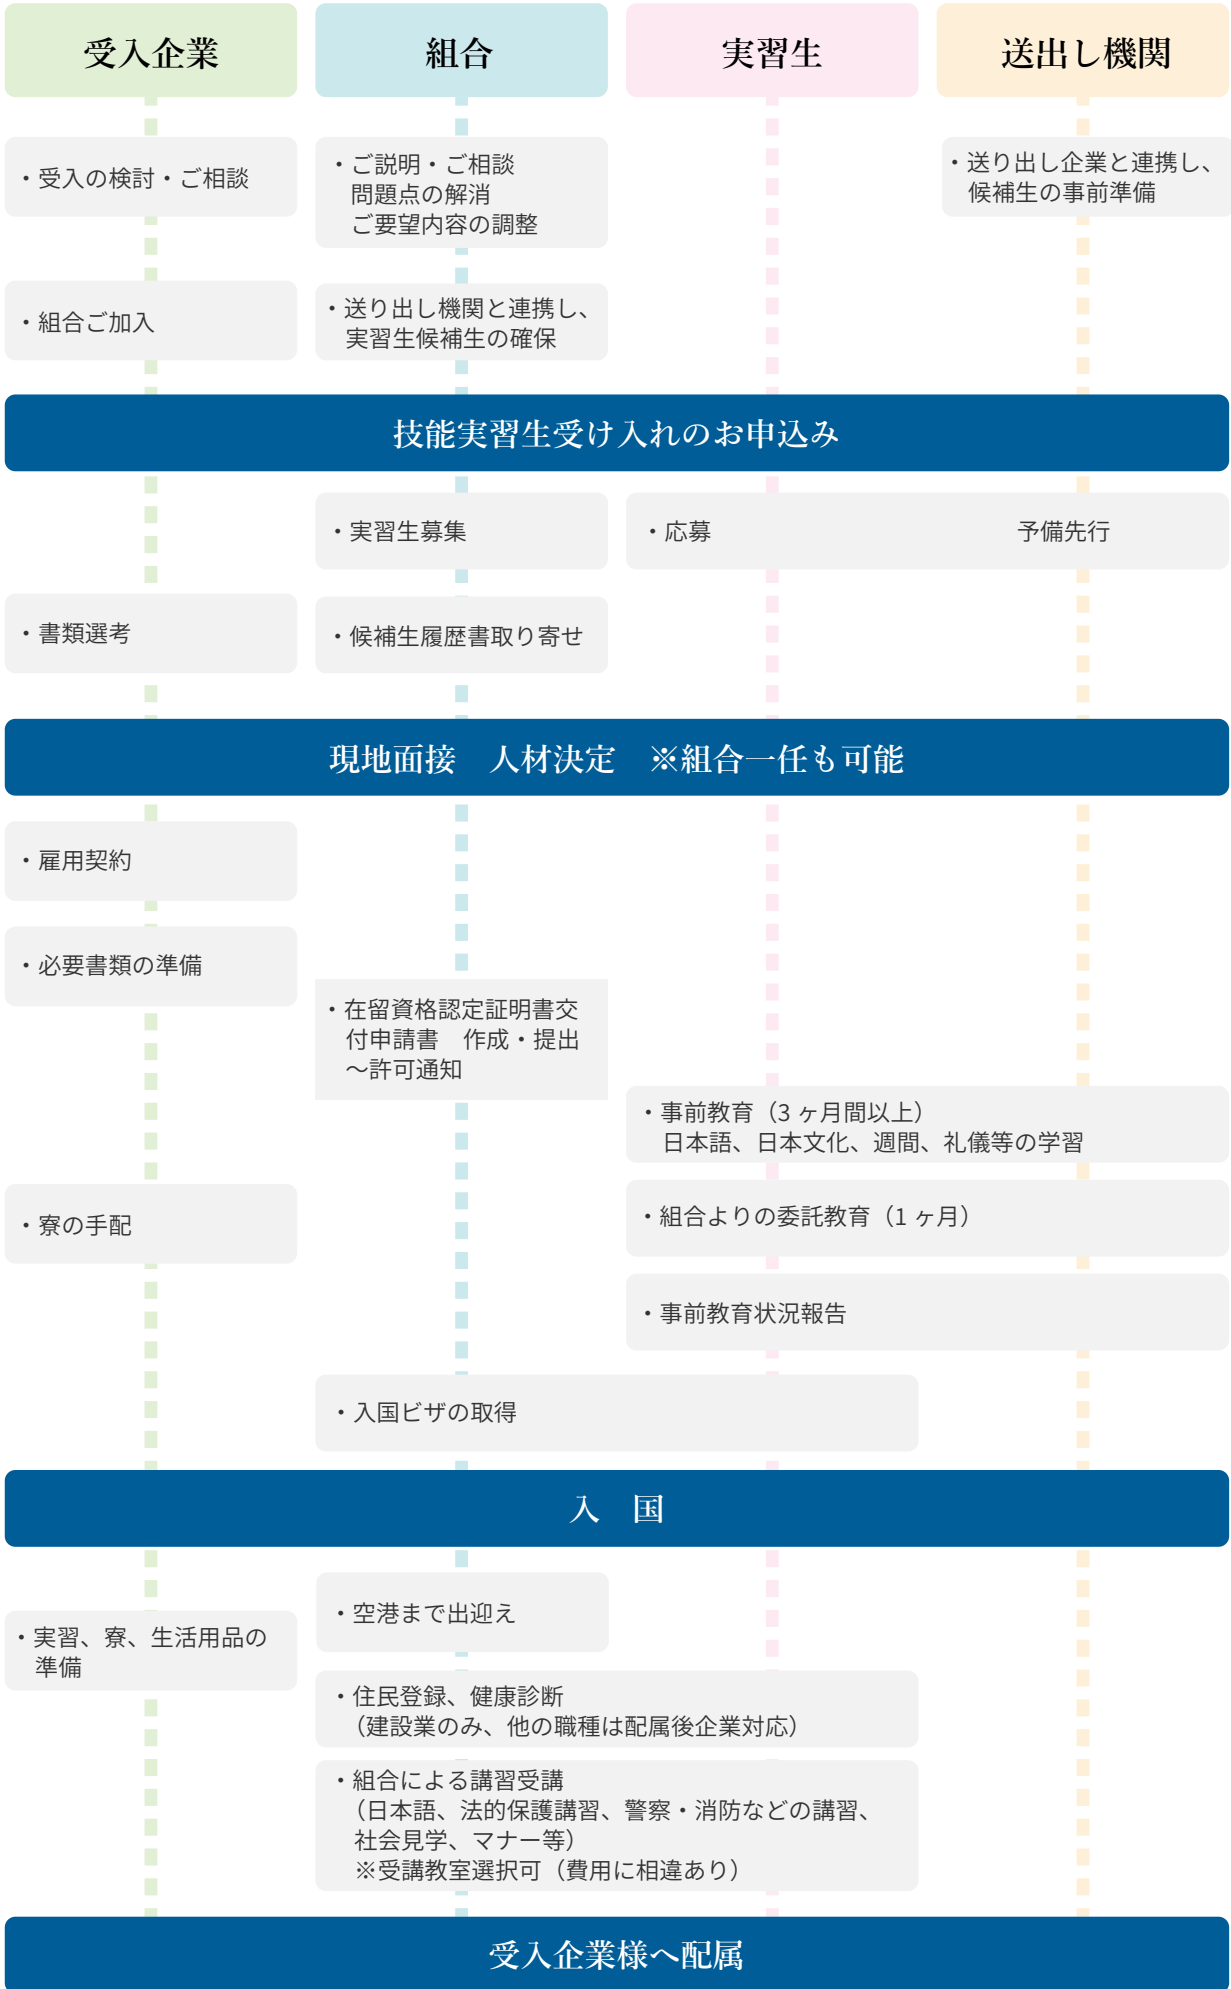 受入企業
組合
実習生
送出し機関
・受入の検討・ご相談
・ご説明・ご相談
問題点の解消
ご要望内容の調整
・送り出し企業と連携し、
候補生の事前準備
・組合ご加入
・送り出し機関と連携し、
実習生候補生の確保
技能実習生受け入れのお申込み
・実習生募集
・応募
予備先行
・書類選考
・候補生履歴書取り寄せ
現地面接　人材決定　※組合一任も可能
・雇用契約
・必要書類の準備
・在留資格認定証明書交
付申請書　作成・提出
～許可通知
・事前教育（3 ヶ月間以上）
日本語、日本文化、週間、礼儀等の学習
・寮の手配
・組合よりの委託教育（1 ヶ月）
・事前教育状況報告
・入国ビザの取得
入　国
・空港まで出迎え
・実習、寮、生活用品の
準備
・住民登録、健康診断
（建設業のみ、他の職種は配属後企業対応）
・組合による講習受講
（日本語、法的保護講習、警察・消防などの講習、
社会見学、マナー等）
※受講教室選択可（費用に相違あり）
受入企業様へ配属